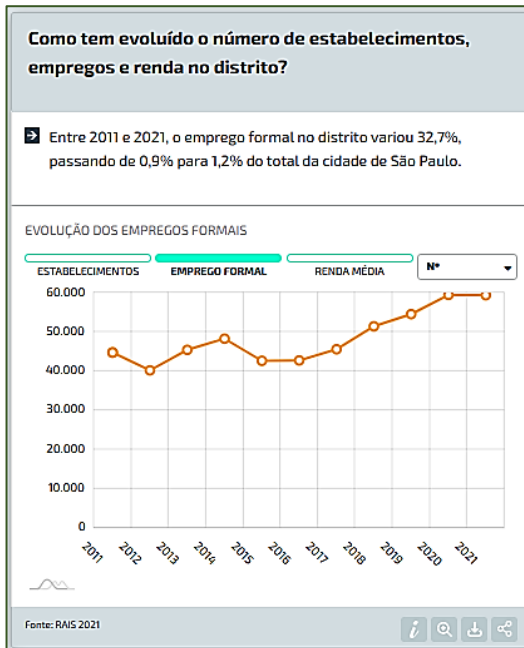 Como tem evoluído o número de estabelecimentos,
empregos e renda no distrito?
Entre 2011 e 2021, o emprego formal no distrito variou 32,7%,
passando de 0,9% para 1,2% do total da cidade de São Paulo.
EVOLUÇÃO DOS EMPREGOS FORMAIS
ESTABELECIMENTOS EMPREGO FORMAL RENDA MÉDIA Nº
60.000
50.000
40.000
30.000
20.000
10.000
0
2011 2012 2013 2014 2015 2016 2017 2018 2019 2020 2021
Fonte: RAIS 2021